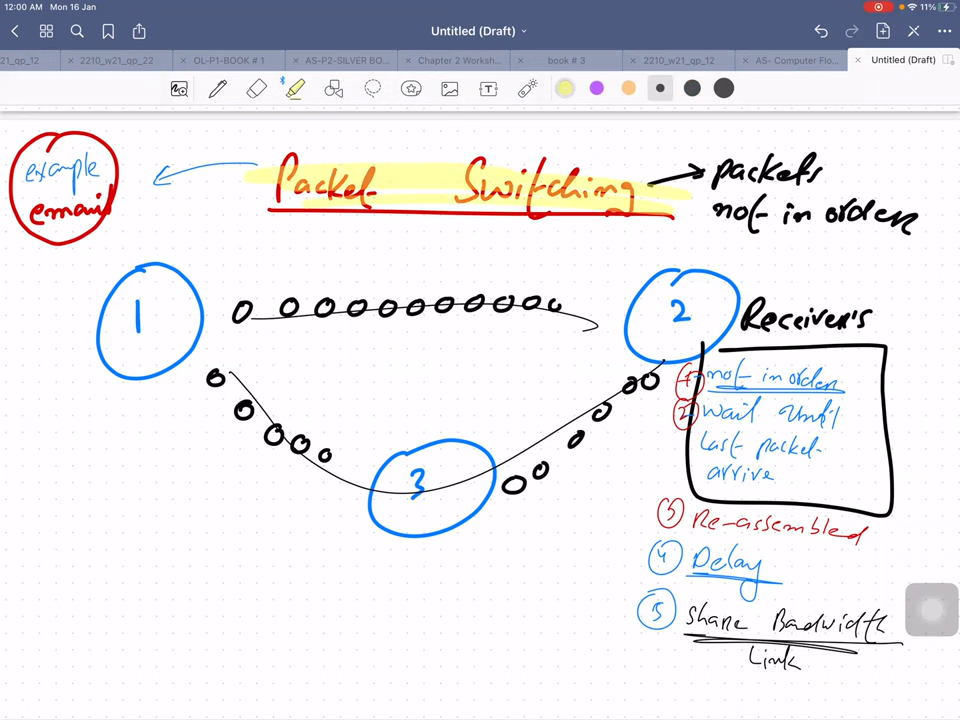 12:00 AM Mon 16 Jan
11%
Untitled (Draft)
21_qp_12
2210_w21_qp_22
OL-P1-BOOK # 1
AS-P2-SILVER BO...
Chapter 2 Worksh...
book # 3
2210_w21_qp_12
AS- Computer Flo...
Untitled (Draft)
example
email
Packet Switching
packets
not in order
1
2
3
Receiver's
1 not in order
2 wait until
last packet
arrive
3 Re-assembled
4 Delay
5 Share Bandwidth
Link